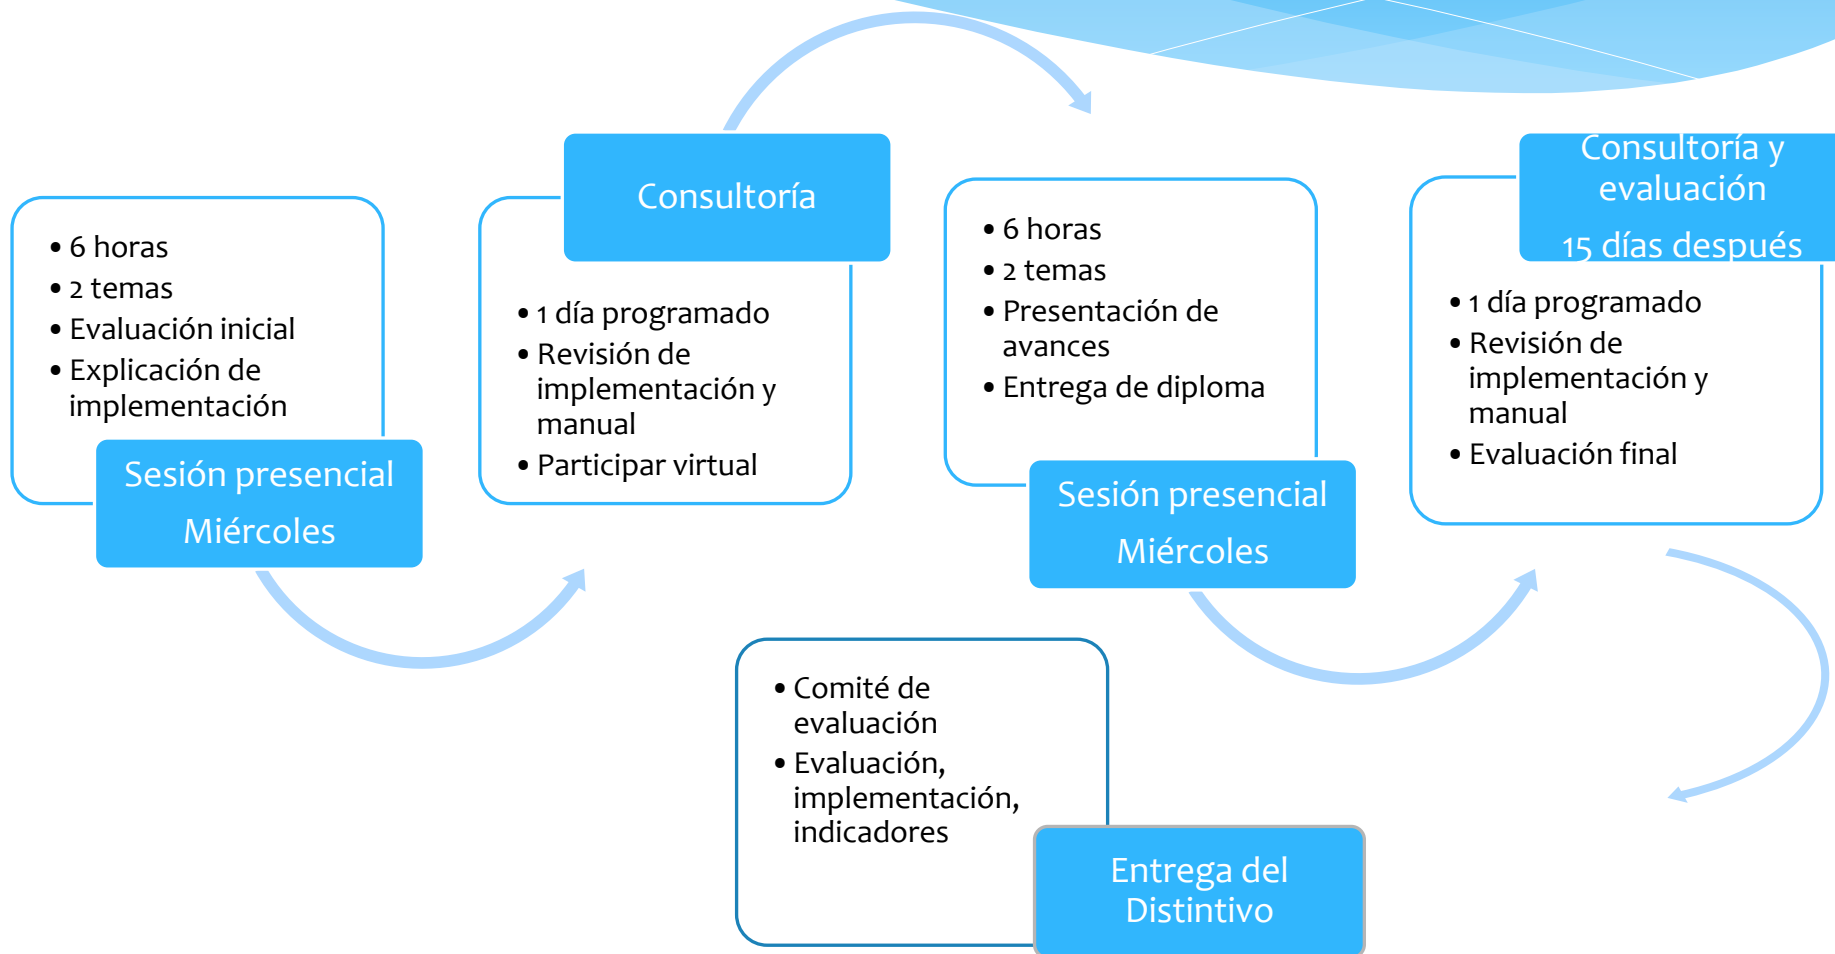 • 6 horas
• 2 temas
• Evaluación inicial
• Explicación de
implementación
Sesión presencial
Miércoles
Consultoría
• 1 día programado
• Revisión de
implementación y
manual
• Participar virtual
• 6 horas
• 2 temas
• Presentación de
avances
• Entrega de diploma
Sesión presencial
Miércoles
Consultoría y
evaluación
15 días después
• 1 día programado
• Revisión de
implementación y
manual
• Evaluación final
• Comité de
evaluación
• Evaluación,
implementación,
indicadores
Entrega del
Distintivo